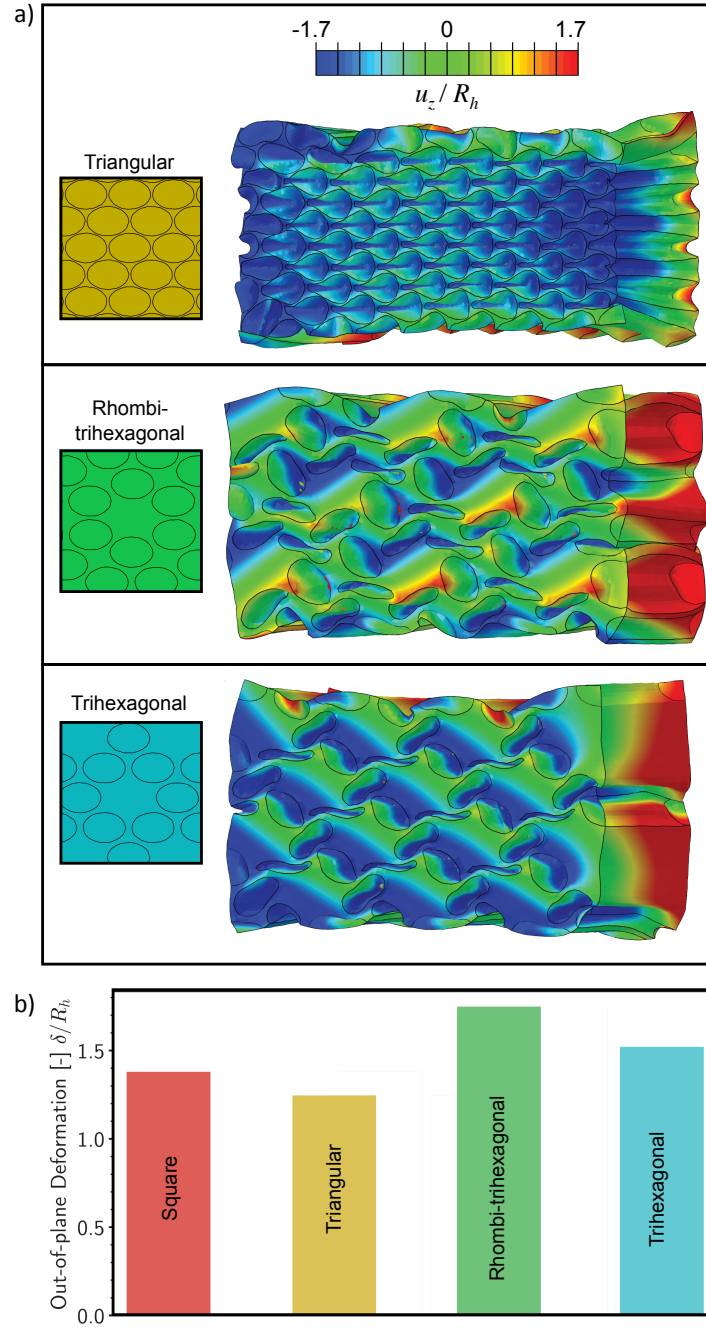 a)
-1.7 0 1.7
u_z / R_h
Triangular
Rhombi-
trihexagonal
Trihexagonal
b)
Out-of-plane Deformation [-] δ/R_h
1.5
1.0
0.5
0.0
Square
Triangular
Rhombi-trihexagonal
Trihexagonal